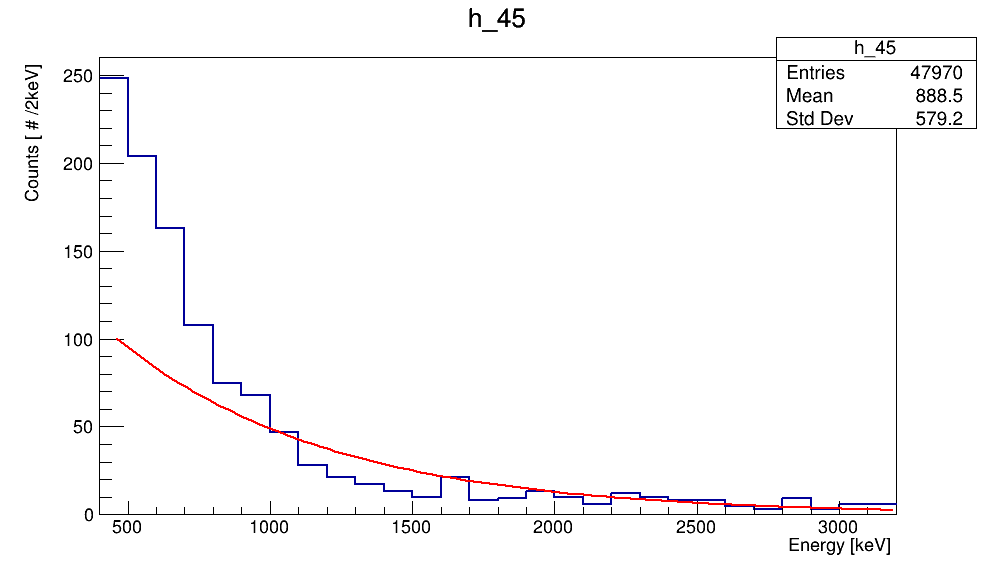 h_45
h_45
Entries 47970
Mean 888.5
Std Dev 579.2
Counts [ # /2keV]
250
200
150
100
50
0
500 1000 1500 2000 2500 3000
Energy [keV]